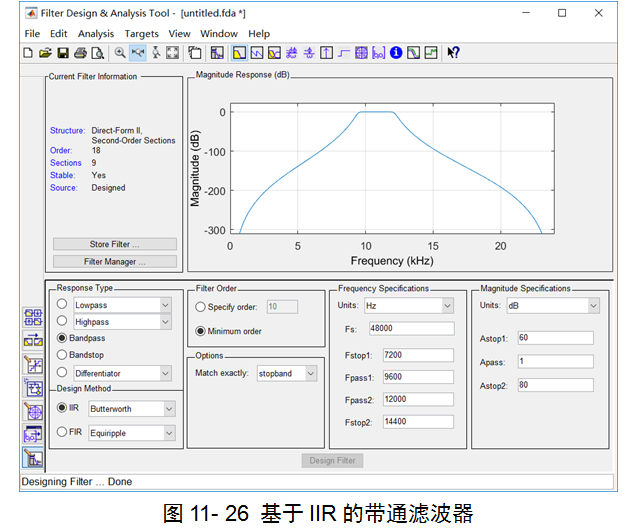 Filter Design & Analysis Tool - [untitled.fda *]
File Edit Analysis Targets View Window Help
Current Filter Information
Structure: Direct-Form II,
Second-Order Sections
Order: 18
Sections 9
Stable: Yes
Source: Designed
Store Filter ...
Filter Manager ...
Magnitude Response (dB)
Magnitude (dB)
0
-100
-200
-300
0 5 10 15 20
Frequency (kHz)
Response Type
Lowpass
Highpass
Bandpass
Bandstop
Differentiator
Design Method
IIR Butterworth
FIR Equiripple
Filter Order
Specify order: 10
Minimum order
Options
Match exactly: stopband
Frequency Specifications
Units: Hz
Fs: 48000
Fstop1: 7200
Fpass1: 9600
Fpass2: 12000
Fstop2: 14400
Magnitude Specifications
Units: dB
Astop1: 60
Apass: 1
Astop2: 80
Design Filter
Designing Filter ... Done
图 11- 26 基于 IIR 的带通滤波器